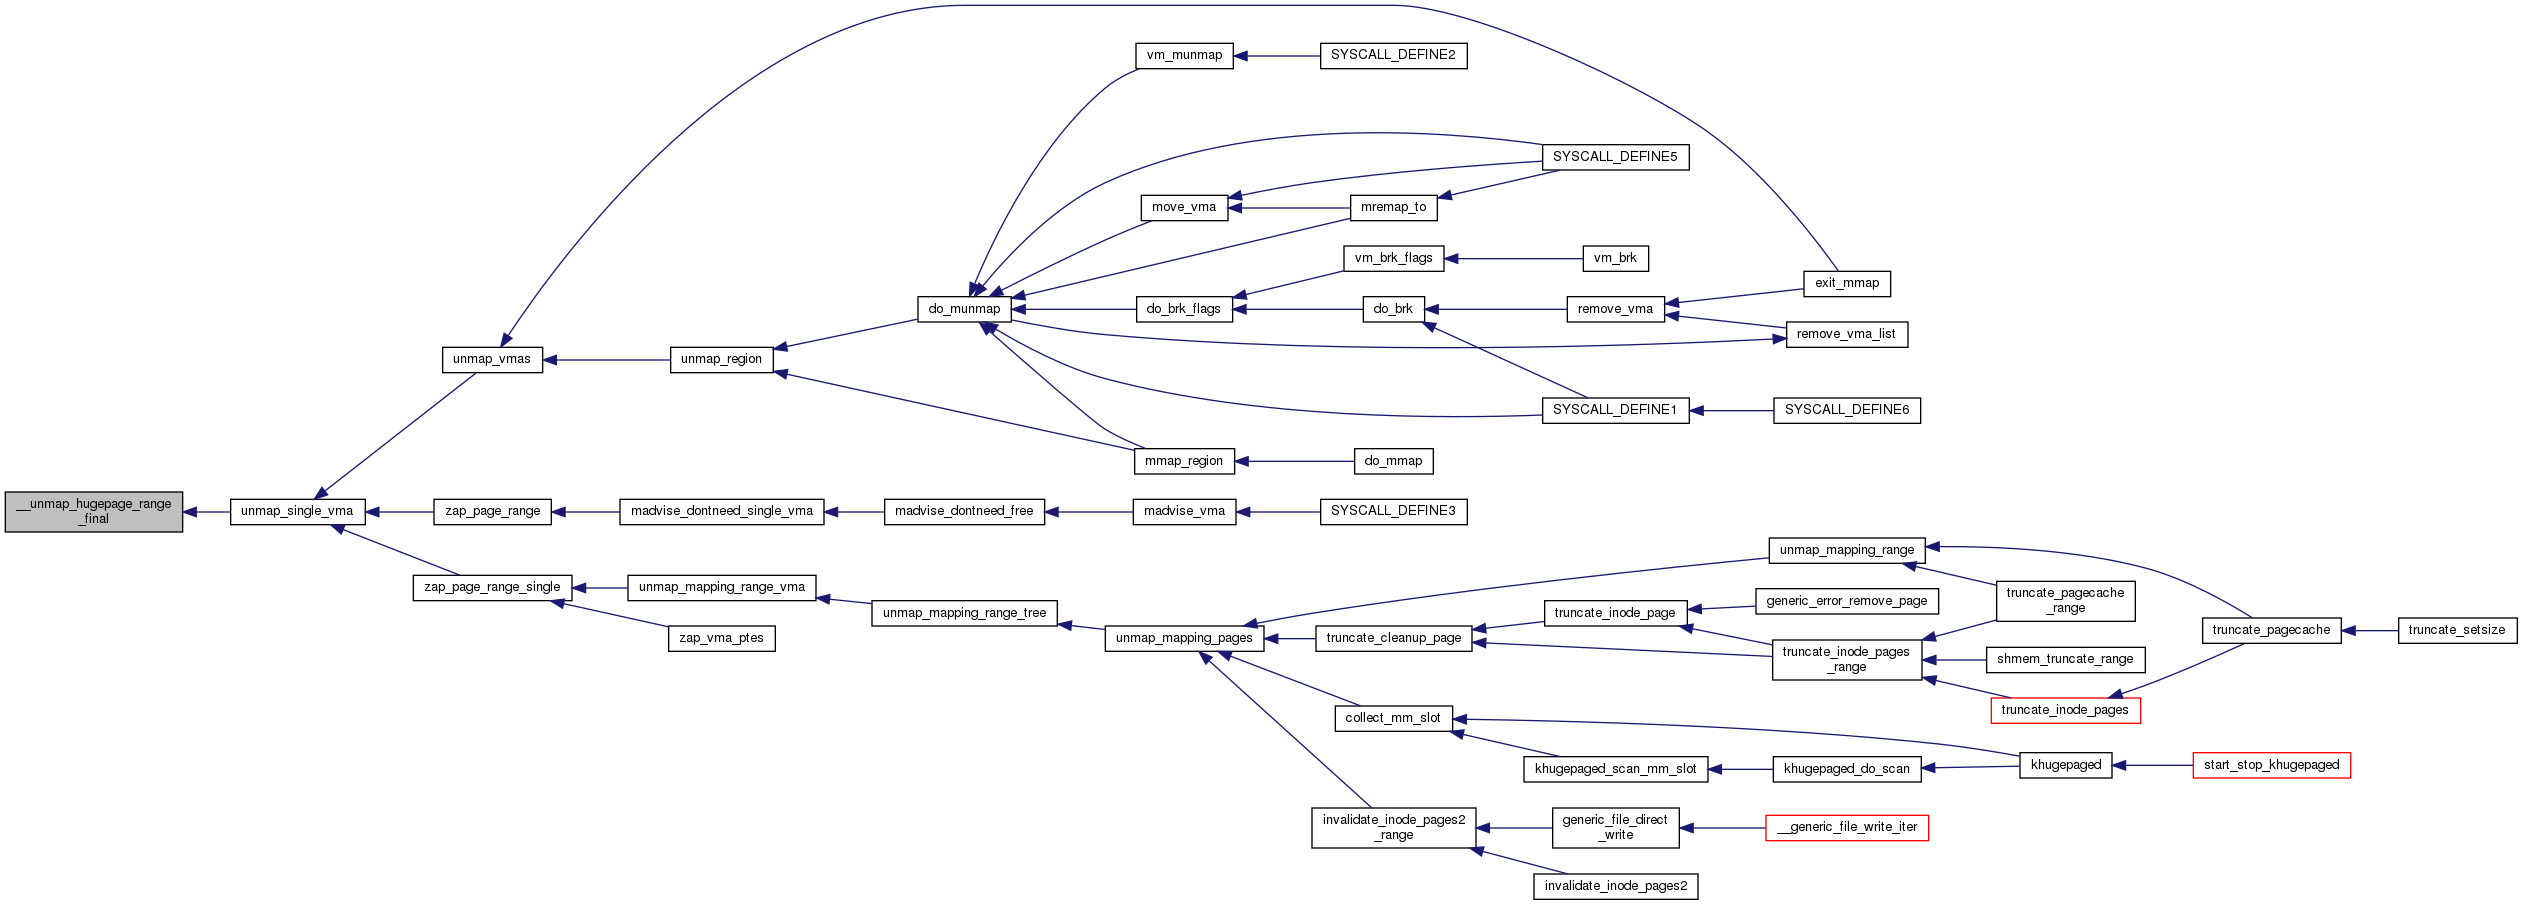 vm_munmap
SYSCALL_DEFINE2
SYSCALL_DEFINE5
move_vma
mremap_to
vm_brk_flags
vm_brk
exit_mmap
do_munmap
do_brk_flags
do_brk
remove_vma
remove_vma_list
unmap_vmas
unmap_region
SYSCALL_DEFINE1
SYSCALL_DEFINE6
mmap_region
do_mmap
__unmap_hugepage_range
_final
unmap_single_vma
zap_page_range
madvise_dontneed_single_vma
madvise_dontneed_free
madvise_vma
SYSCALL_DEFINE3
unmap_mapping_range
zap_page_range_single
unmap_mapping_range_vma
unmap_mapping_range_tree
truncate_inode_page
generic_error_remove_page
truncate_pagecache
_range
zap_vma_ptes
unmap_mapping_pages
truncate_cleanup_page
truncate_inode_pages
_range
shmem_truncate_range
truncate_pagecache
truncate_setsize
truncate_inode_pages
collect_mm_slot
khugepaged_scan_mm_slot
khugepaged_do_scan
khugepaged
start_stop_khugepaged
invalidate_inode_pages2
_range
generic_file_direct
_write
__generic_file_write_iter
invalidate_inode_pages2